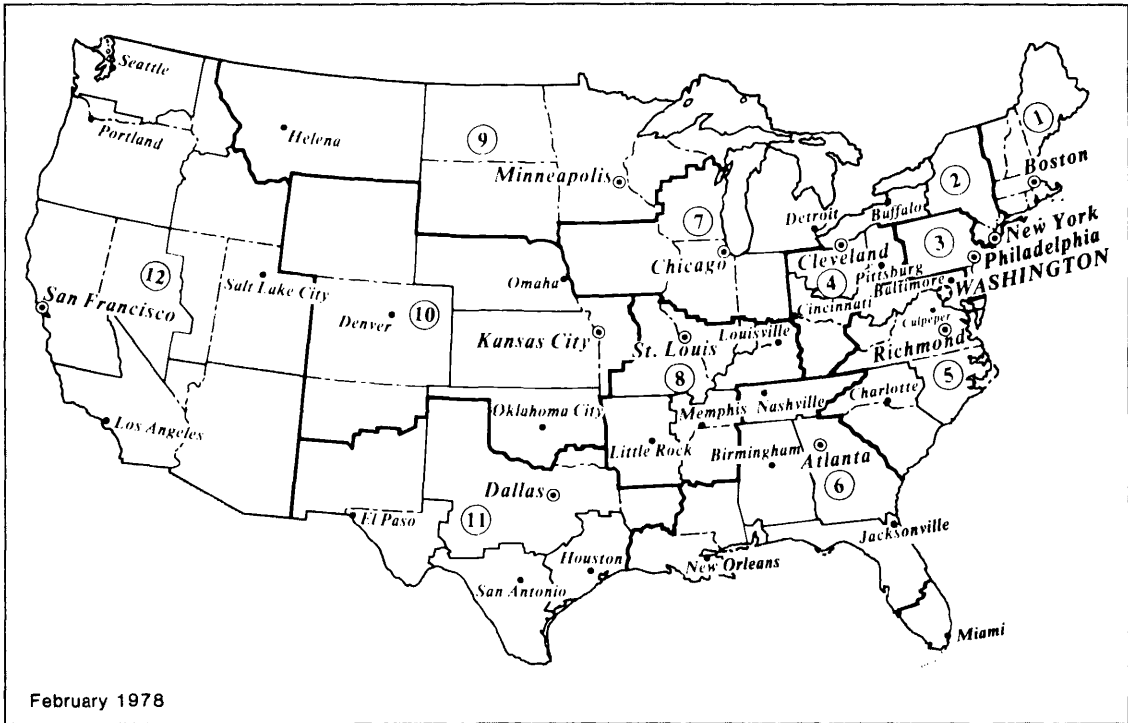 Seattle
Portland
Helena
9
Minneapolis
1
Boston
2
Buffalo
Detroit
7
New York
3
Philadelphia
Cleveland
Chicago
4
Pittsburg
Baltimore
WASHINGTON
Cincinnati
12
Salt Lake City
San Francisco
Omaha
Denver
10
Kansas City
St. Louis
Louisville
Culpeper
Richmond
8
5
Charlotte
Oklahoma City
Memphis
Nashville
Los Angeles
Little Rock
Birmingham
Atlanta
6
Dallas
El Paso
11
Jacksonville
Houston
New Orleans
San Antonio
Miami
February 1978